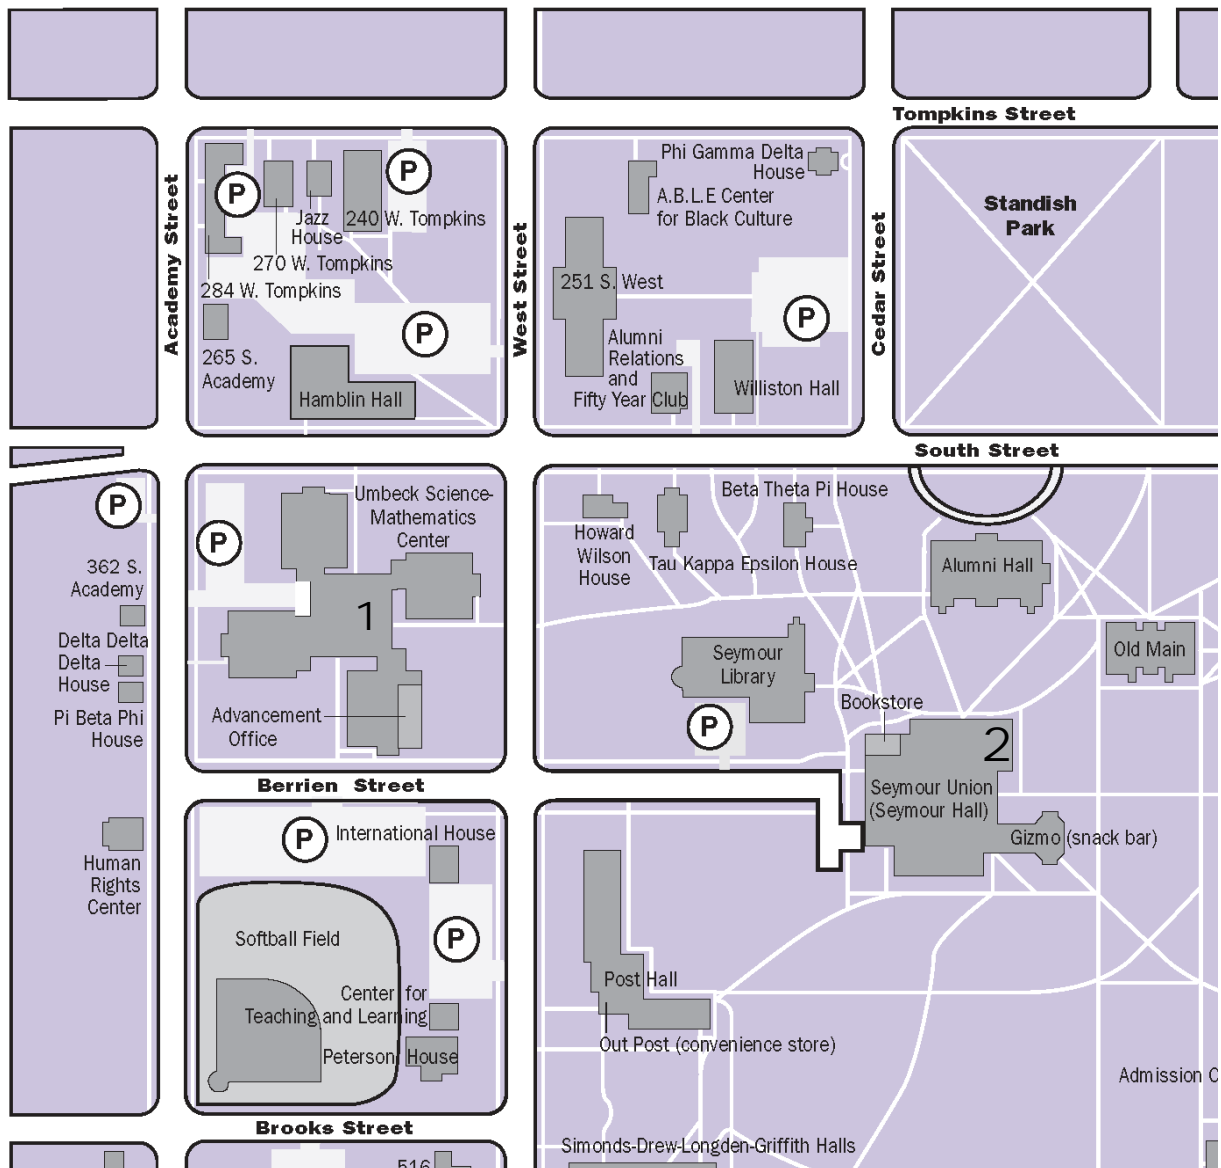 Tompkins Street
Academy Street
West Street
Cedar Street
P
P
Jazz
House
240 W. Tompkins
270 W. Tompkins
284 W. Tompkins
P
265 S.
Academy
Hamblin Hall
Phi Gamma Delta
House
A.B.L.E Center
for Black Culture
251 S. West
P
Alumni
Relations
and
Fifty Year Club
Williston Hall
Standish
Park
South Street
P
362 S.
Academy
Delta Delta
Delta
House
Pi Beta Phi
House
Human
Rights
Center
P
Umbeck Science-
Mathematics
Center
1
Advancement
Office
Berrien Street
Beta Theta Pi House
Howard
Wilson
House
Tau Kappa Epsilon House
Alumni Hall
Old Main
Seymour
Library
P
Bookstore
2
Seymour Union
(Seymour Hall)
Gizmo (snack bar)
P
International House
Softball Field
P
Center for
Teaching and Learning
Peterson House
Post Hall
Out Post (convenience store)
Admission C
Brooks Street
516
Simonds-Drew-Longden-Griffith Halls